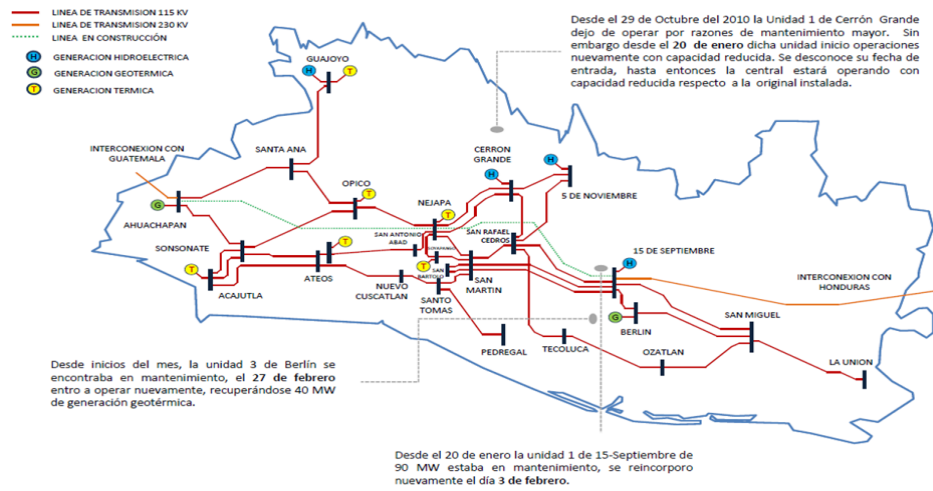 LINEA DE TRANSMISION 115 KV
LINEA DE TRANSMISION 230 KV
LINEA EN CONSTRUCCIÓN
H GENERACION HIDROELECTRICA
G GENERACION GEOTERMICA
T GENERACION TERMICA
Desde el 29 de Octubre del 2010 la Unidad 1 de Cerrón Grande
dejo de operar por razones de mantenimiento mayor. Sin
embargo desde el 20 de enero dicha unidad inicio operaciones
nuevamente con capacidad reducida. Se desconoce su fecha de
entrada, hasta entonces la central estará operando con
capacidad reducida respecto a la original instalada.
GUAJOYO
H T
INTERCONEXION CON
GUATEMALA
SANTA ANA
CERRON
GRANDE
H
H
5 DE NOVIEMBRE
OPICO
T
NEJAPA
T
G
AHUACHAPAN
SAN ANTONIO
ABAD
SAN RAFAEL
CEDROS
SONSONATE
T
T
ACAJUTLA
ATEOS
T
SAN
BARTOLO
SAN
MARTIN
NUEVO
CUSCATLAN
SANTO
TOMAS
15 DE SEPTIEMBRE
H
INTERCONEXION CON
HONDURAS
G
BERLIN
SAN MIGUEL
PEDREGAL
TECOLUCA
OZATLAN
LA UNION
Desde inicios del mes, la unidad 3 de Berlín se
encontraba en mantenimiento, el 27 de febrero
entro a operar nuevamente, recuperándose 40 MW
de generación geotérmica.
Desde el 20 de enero la unidad 1 de 15-Septiembre de
90 MW estaba en mantenimiento, se reincorporo
nuevamente el día 3 de febrero.